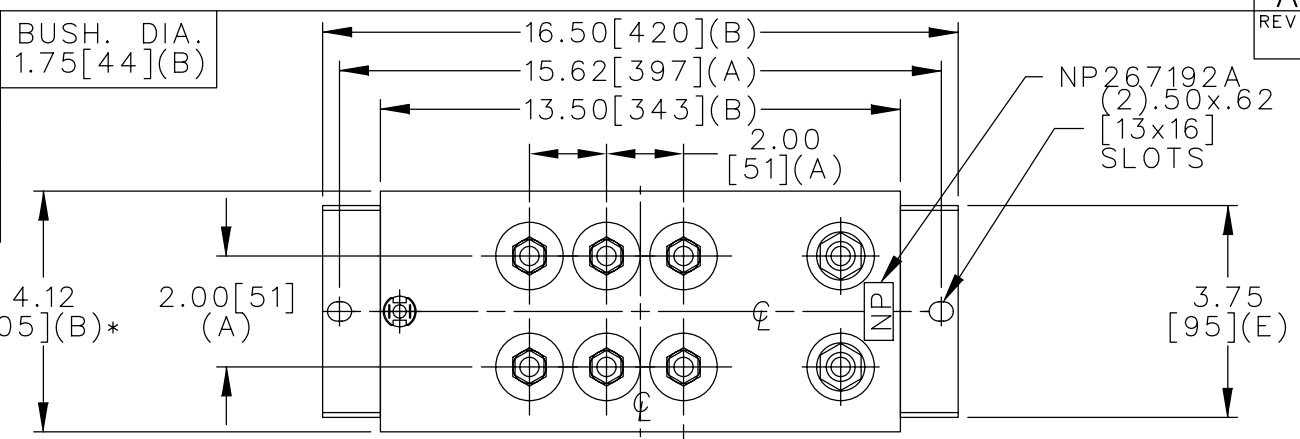 BUSH. DIA.
1.75[44](B)
16.50[420](B)
15.62[397](A)
13.50[343](B)
2.00
[51](A)
REV
NP267192A
(2).50x.62
[13x16]
SLOTS
4.12
05](B)*
2.00[51]
(A)
℄
NP
3.75
[95](E)
℄